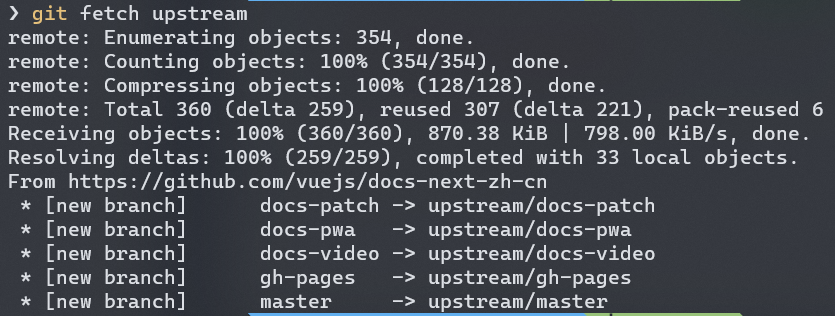 ❯ git fetch upstream
remote: Enumerating objects: 354, done.
remote: Counting objects: 100% (354/354), done.
remote: Compressing objects: 100% (128/128), done.
remote: Total 360 (delta 259), reused 307 (delta 221), pack-reused 6
Receiving objects: 100% (360/360), 870.38 KiB | 798.00 KiB/s, done.
Resolving deltas: 100% (259/259), completed with 33 local objects.
From https://github.com/vuejs/docs-next-zh-cn
 * [new branch]      docs-patch -> upstream/docs-patch
 * [new branch]      docs-pwa   -> upstream/docs-pwa
 * [new branch]      docs-video -> upstream/docs-video
 * [new branch]      gh-pages   -> upstream/gh-pages
 * [new branch]      master     -> upstream/master